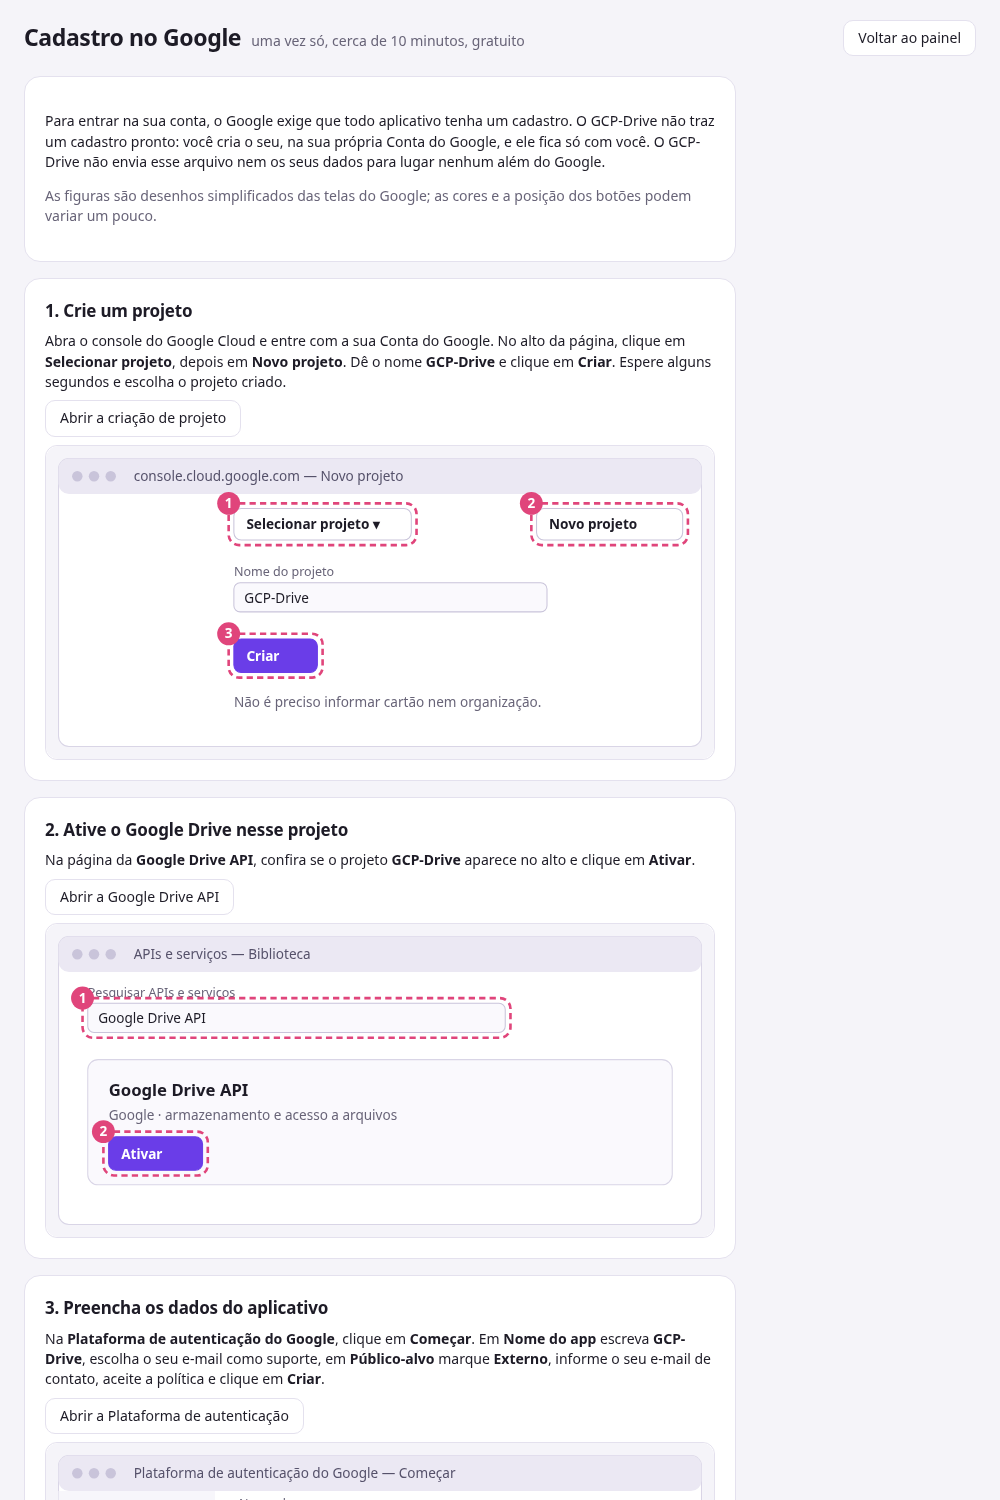 Cadastro no Google uma vez só, cerca de 10 minutos, gratuito
Voltar ao painel
Para entrar na sua conta, o Google exige que todo aplicativo tenha um cadastro. O GCP-Drive não traz
um cadastro pronto: você cria o seu, na sua própria Conta do Google, e ele fica só com você. O GCP-
Drive não envia esse arquivo nem os seus dados para lugar nenhum além do Google.
As figuras são desenhos simplificados das telas do Google; as cores e a posição dos botões podem
variar um pouco.
1. Crie um projeto
Abra o console do Google Cloud e entre com a sua Conta do Google. No alto da página, clique em
Selecionar projeto, depois em Novo projeto. Dê o nome GCP-Drive e clique em Criar. Espere alguns
segundos e escolha o projeto criado.
Abrir a criação de projeto
console.cloud.google.com — Novo projeto
1
Selecionar projeto ▾
2
Novo projeto
Nome do projeto
GCP-Drive
3
Criar
Não é preciso informar cartão nem organização.
2. Ative o Google Drive nesse projeto
Na página da Google Drive API, confira se o projeto GCP-Drive aparece no alto e clique em Ativar.
Abrir a Google Drive API
APIs e serviços — Biblioteca
Pesquisar APIs e serviços
1
Google Drive API
Google Drive API
Google · armazenamento e acesso a arquivos
2
Ativar
3. Preencha os dados do aplicativo
Na Plataforma de autenticação do Google, clique em Começar. Em Nome do app escreva GCP-
Drive, escolha o seu e-mail como suporte, em Público-alvo marque Externo, informe o seu e-mail de
contato, aceite a política e clique em Criar.
Abrir a Plataforma de autenticação
Plataforma de autenticação do Google — Começar